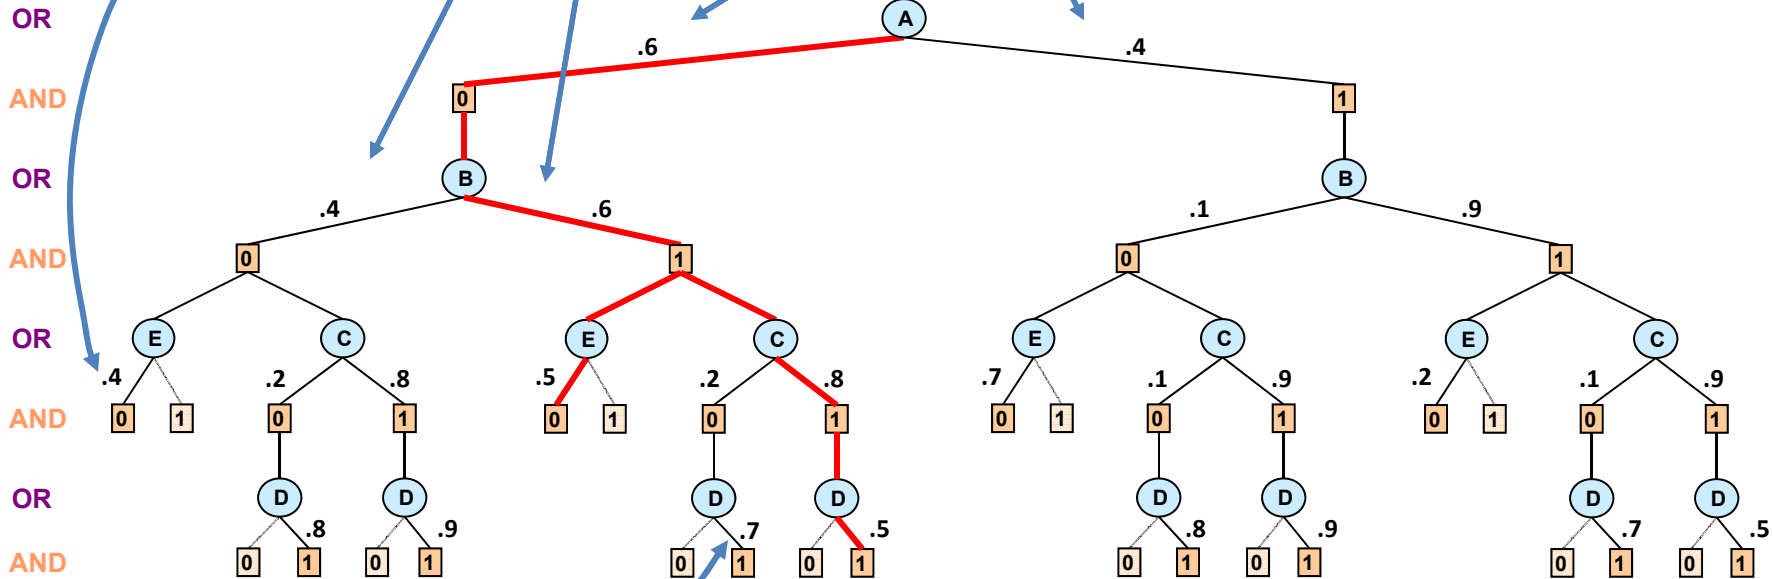 OR A
.6 .4
AND 0 1
OR B B
.4 .6 .1 .9
AND 0 1 0 1
OR E C E C E C E C
.4 .2 .8 .5 .2 .8 .7 .1 .9 .2 .1 .9
AND 0 1 0 1 0 1 0 1 0 1 0 1 0 1 0 1
OR D D D D D D D D
.8 .9 .7 .5 .8 .9 .7 .5
AND 0 1 0 1 0 1 0 1 0 1 0 1 0 1 0 1